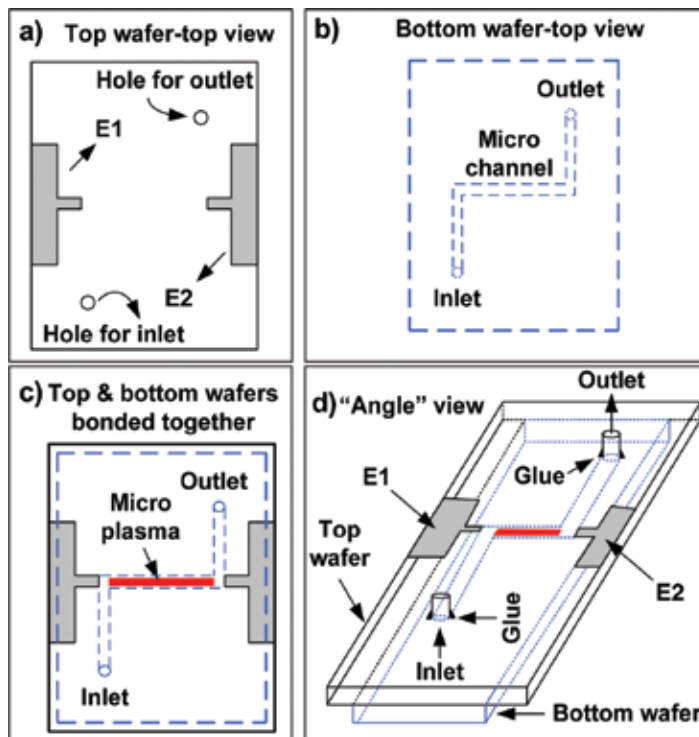 a) Top wafer-top view
Hole for outlet
E1
E2
Hole for inlet
b) Bottom wafer-top view
Outlet
Micro
channel
Inlet
c) Top & bottom wafers
bonded together
Outlet
Micro
plasma
Inlet
d) “Angle” view
Outlet
Glue
E1
Top
wafer
E2
Glue
Inlet
Bottom wafer